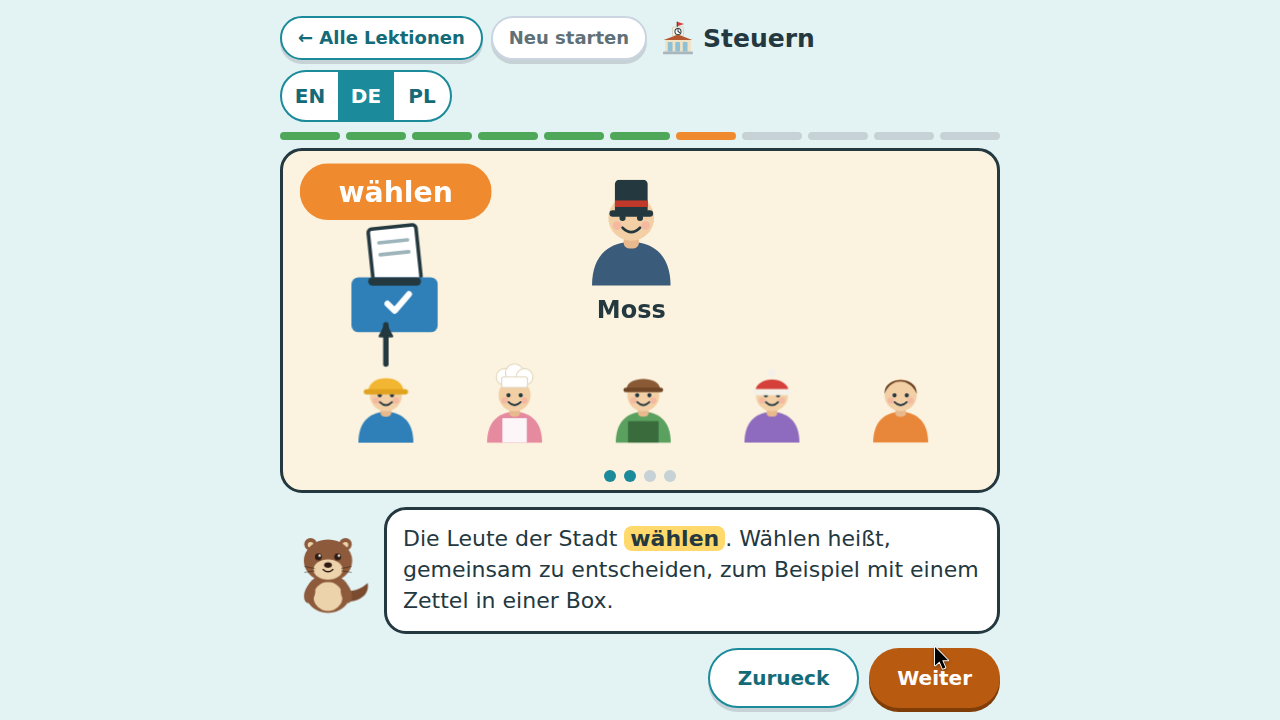 ← Alle Lektionen
Neu starten
Steuern
EN DE PL
wählen
Moss
Die Leute der Stadt wählen. Wählen heißt,
gemeinsam zu entscheiden, zum Beispiel mit einem
Zettel in einer Box.
Zurueck
Weiter